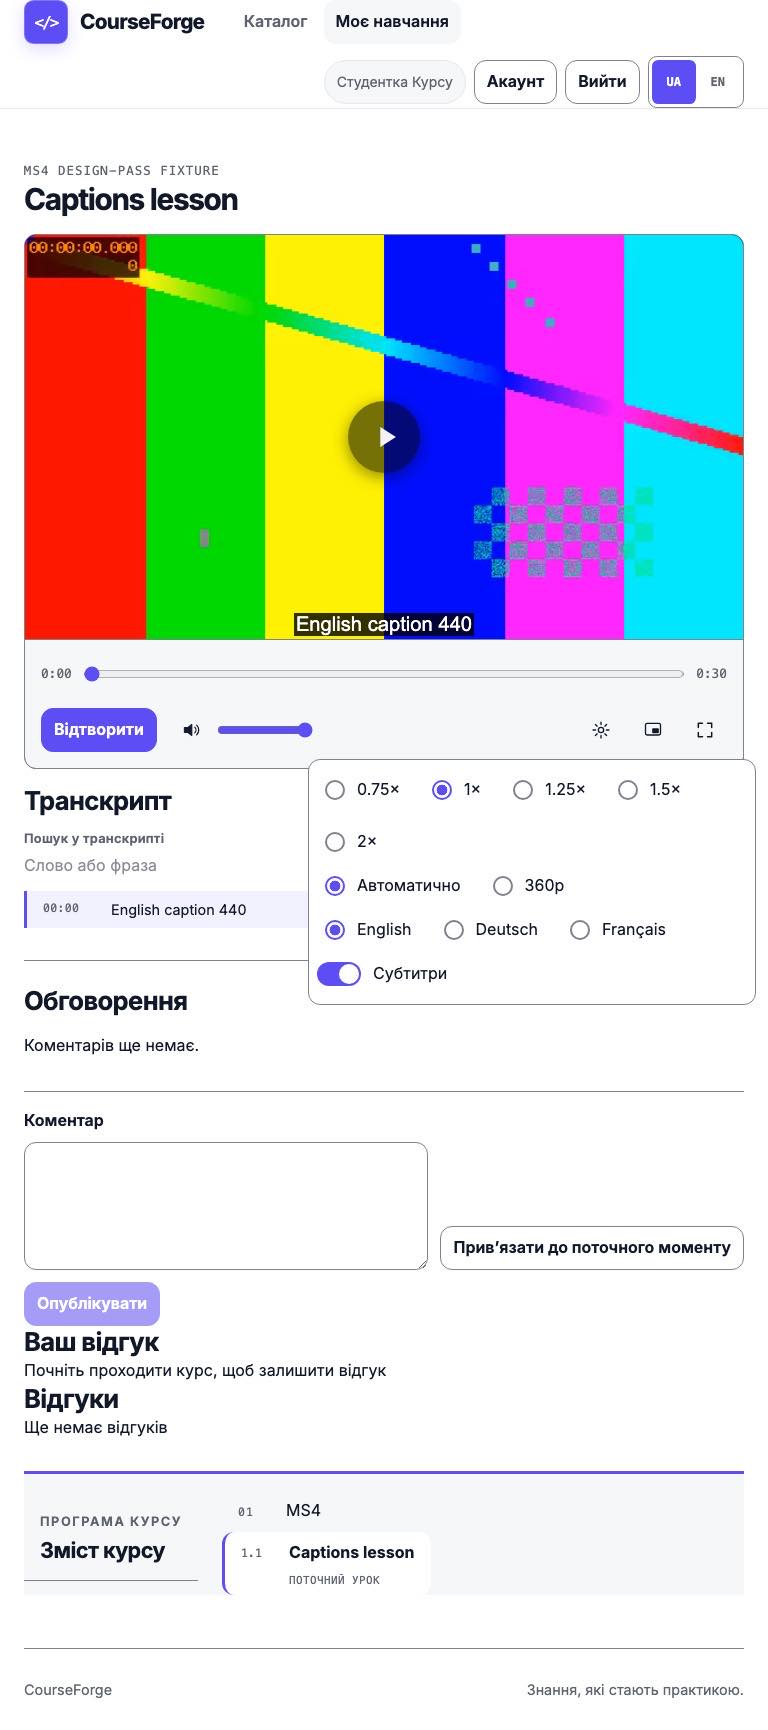 </> CourseForge Каталог Моє навчання
Студентка Курсу Акаунт Вийти UA EN
MS4 DESIGN-PASS FIXTURE
Captions lesson
00:00:00.000
0
English caption 440
0:00 0:30
Відтворити
Транскрипт
Пошук у транскрипті
Слово або фраза
00:00 English caption 440
0.75× 1× 1.25× 1.5×
2×
Автоматично 360p
English Deutsch Français
Субтитри
Обговорення
Коментарів ще немає.
Коментар
Прив’язати до поточного моменту
Опублікувати
Ваш відгук
Почніть проходити курс, щоб залишити відгук
Відгуки
Ще немає відгуків
ПРОГРАМА КУРСУ
Зміст курсу
01 MS4
1.1 Captions lesson
ПОТОЧНИЙ УРОК
CourseForge Знання, які стають практикою.